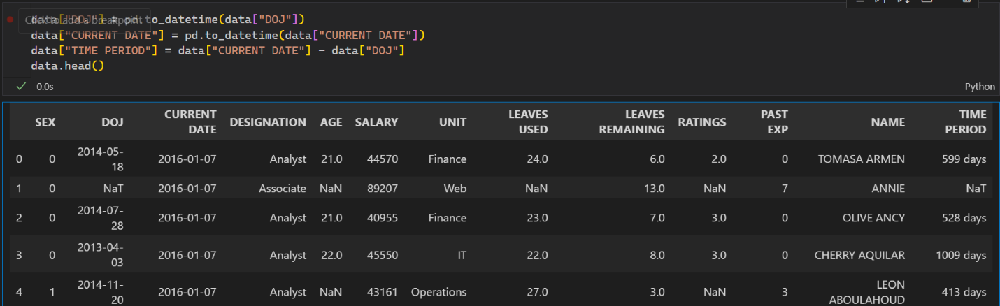 data["DOJ"] = pd.to_datetime(data["DOJ"])
Click to add a breakpoint
data["CURRENT DATE"] = pd.to_datetime(data["CURRENT DATE"])
data["TIME PERIOD"] = data["CURRENT DATE"] - data["DOJ"]
data.head()
0.0s
Python
SEX DOJ CURRENT DATE DESIGNATION AGE SALARY UNIT LEAVES USED LEAVES REMAINING RATINGS PAST EXP NAME TIME PERIOD
0 0 2014-05-18 2016-01-07 Analyst 21.0 44570 Finance 24.0 6.0 2.0 0 TOMASA ARMEN 599 days
1 0 NaT 2016-01-07 Associate NaN 89207 Web NaN 13.0 NaN 7 ANNIE NaT
2 0 2014-07-28 2016-01-07 Analyst 21.0 40955 Finance 23.0 7.0 3.0 0 OLIVE ANCY 528 days
3 0 2013-04-03 2016-01-07 Analyst 22.0 45550 IT 22.0 8.0 3.0 0 CHERRY AQUILAR 1009 days
4 1 2014-11-20 2016-01-07 Analyst NaN 43161 Operations 27.0 3.0 NaN 3 LEON ABOULAHOUD 413 days